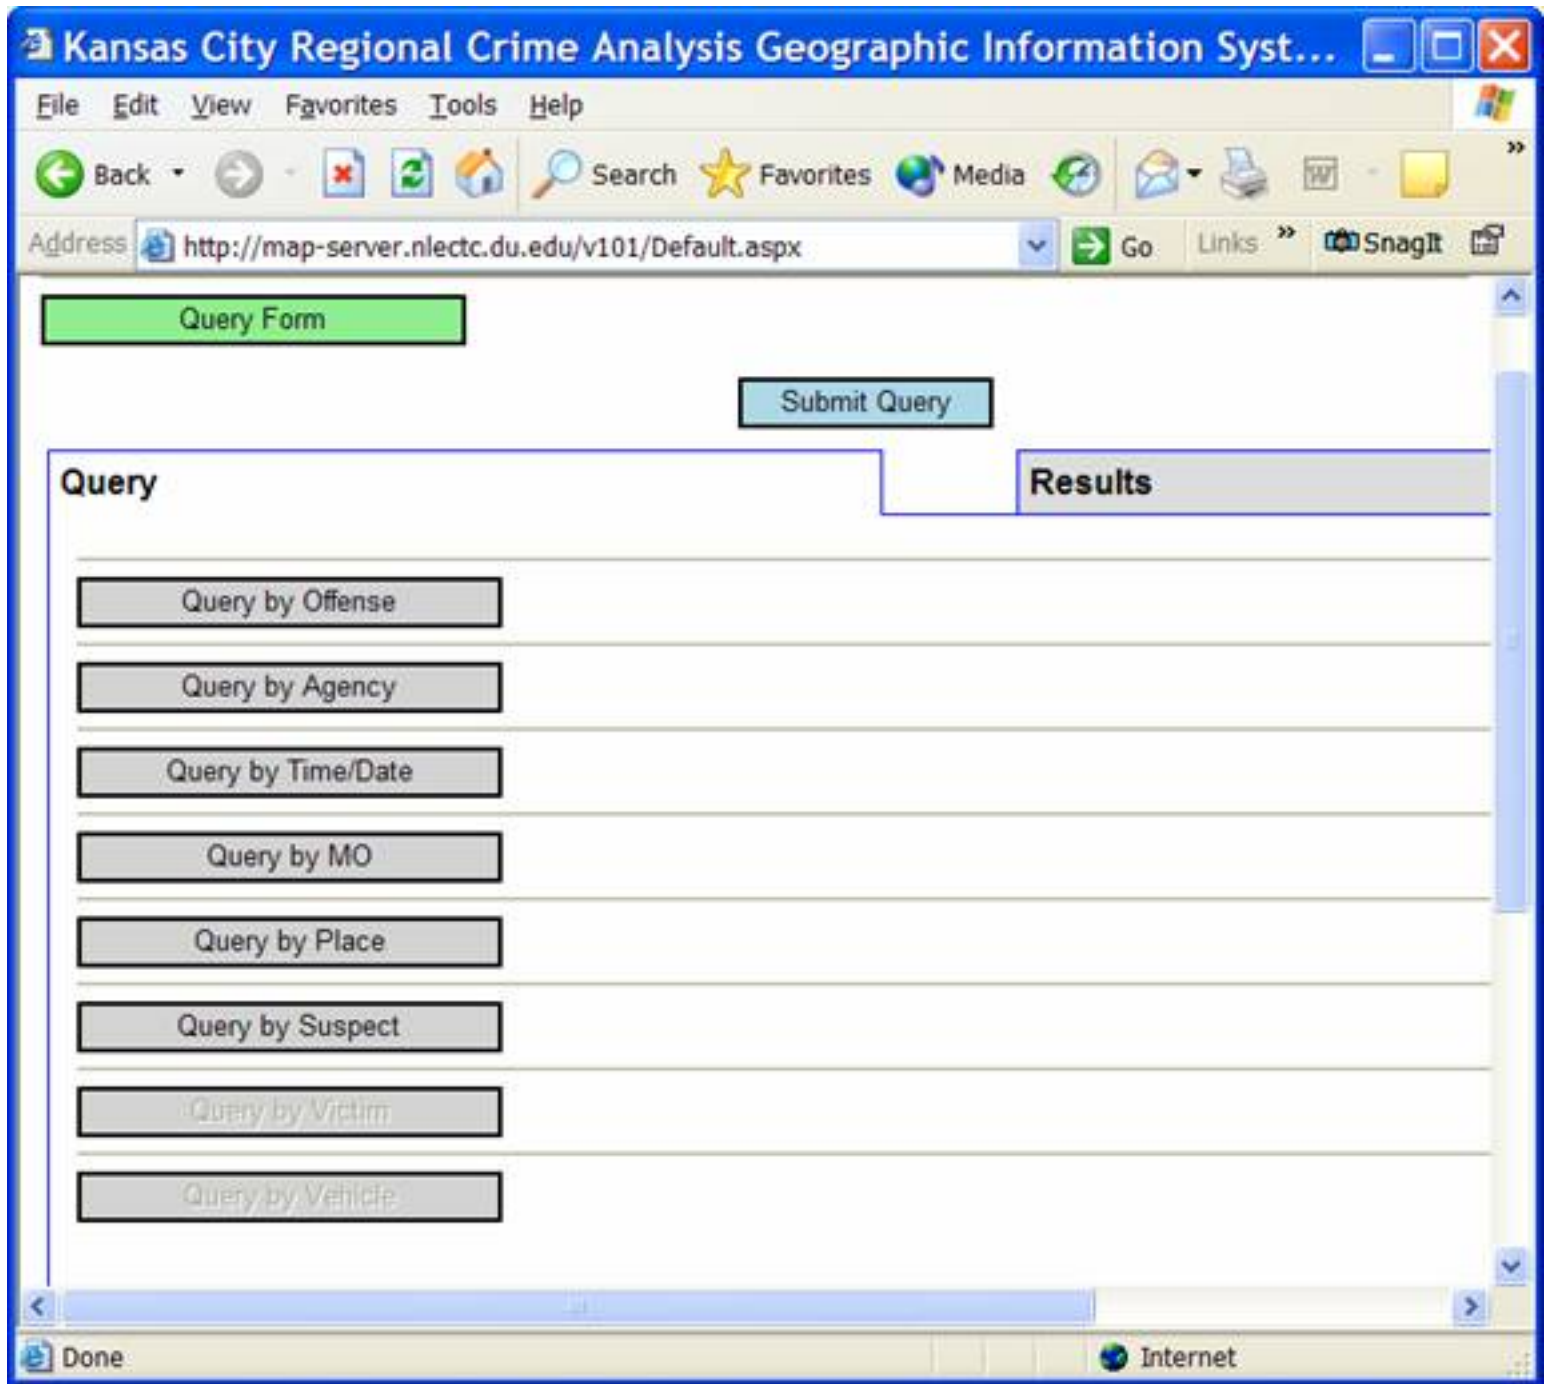 Kansas City Regional Crime Analysis Geographic Information Syst...
File Edit View Favorites Tools Help
Back Search Favorites Media
Address http://map-server.nlectc.du.edu/v101/Default.aspx Go Links SnagIt
Query Form
Submit Query
Query Results
Query by Offense
Query by Agency
Query by Time/Date
Query by MO
Query by Place
Query by Suspect
Query by Victim
Query by Vehicle
Done Internet